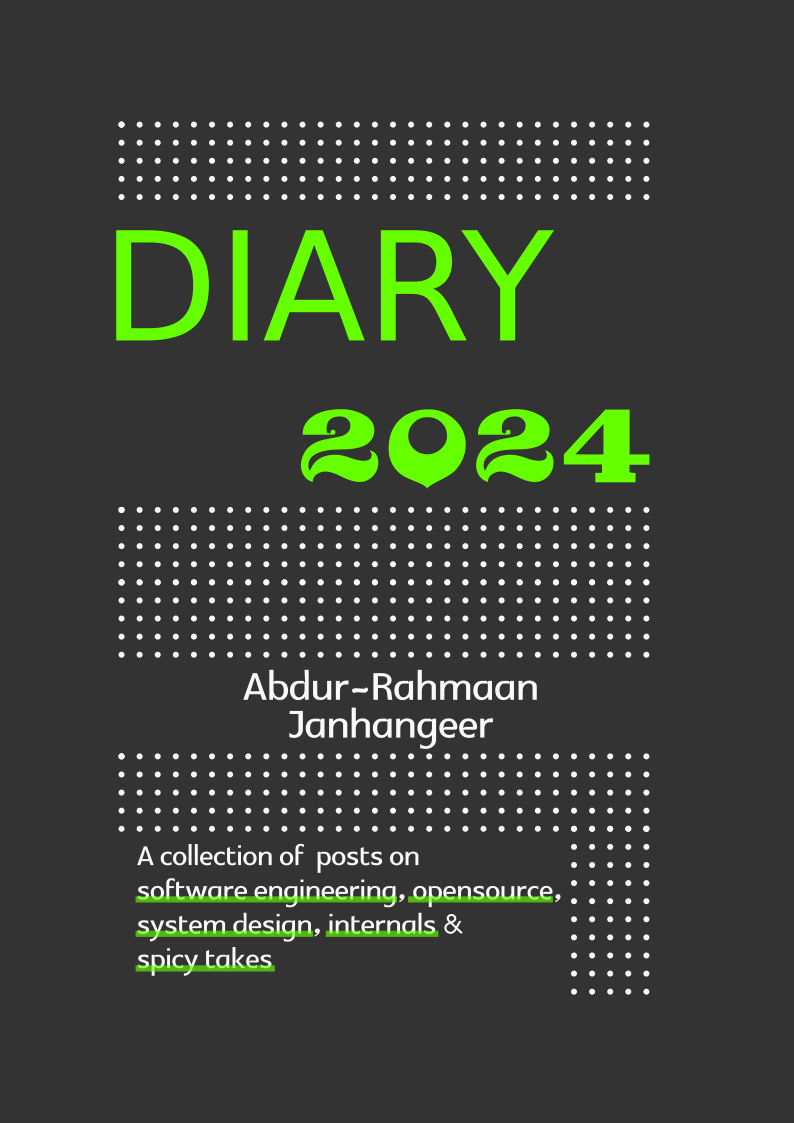 DIARY
2024
Abdur-Rahmaan
Janhangeer
A collection of posts on
software engineering, opensource,
system design, internals &
spicy takes